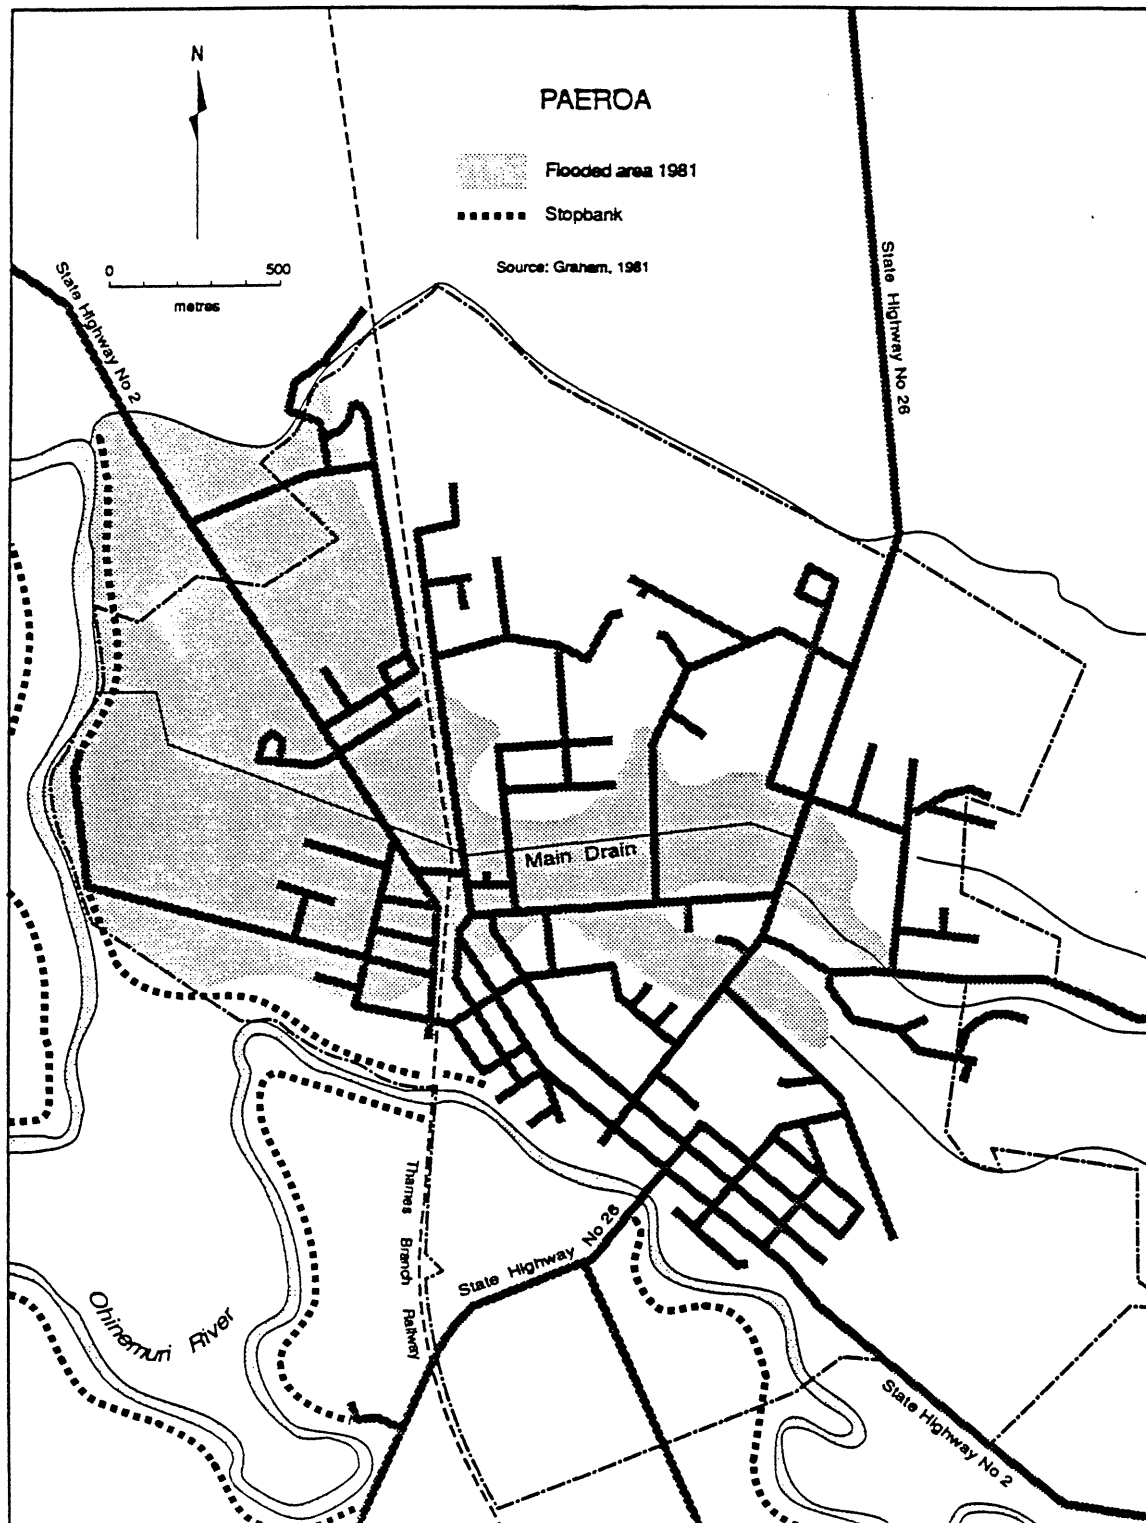 N
PAEROA
Flooded area 1981
Stopbank
Source: Graham, 1981
0 500
metres
State Highway No 2
State Highway No 26
Main Drain
Thames Branch Railway
State Highway No 26
Ohinemuri River
State Highway No 2